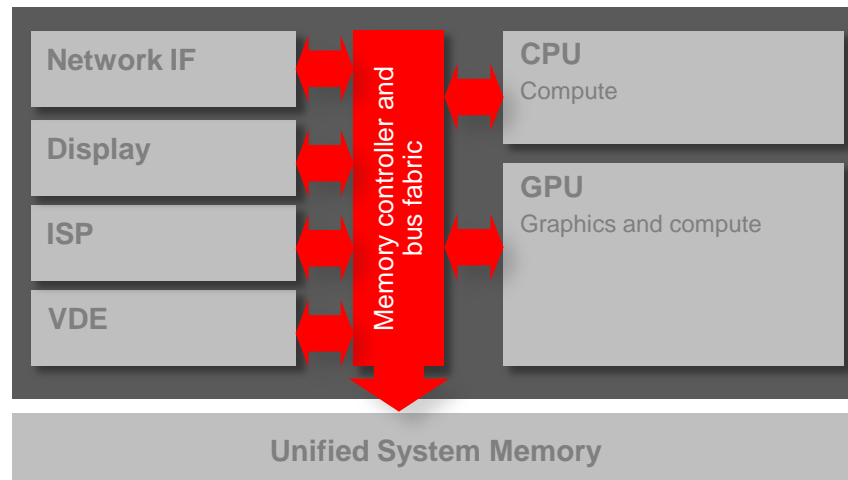 Network IF
Display
ISP
VDE
Memory controller and
bus fabric
CPU
Compute
GPU
Graphics and compute
Unified System Memory